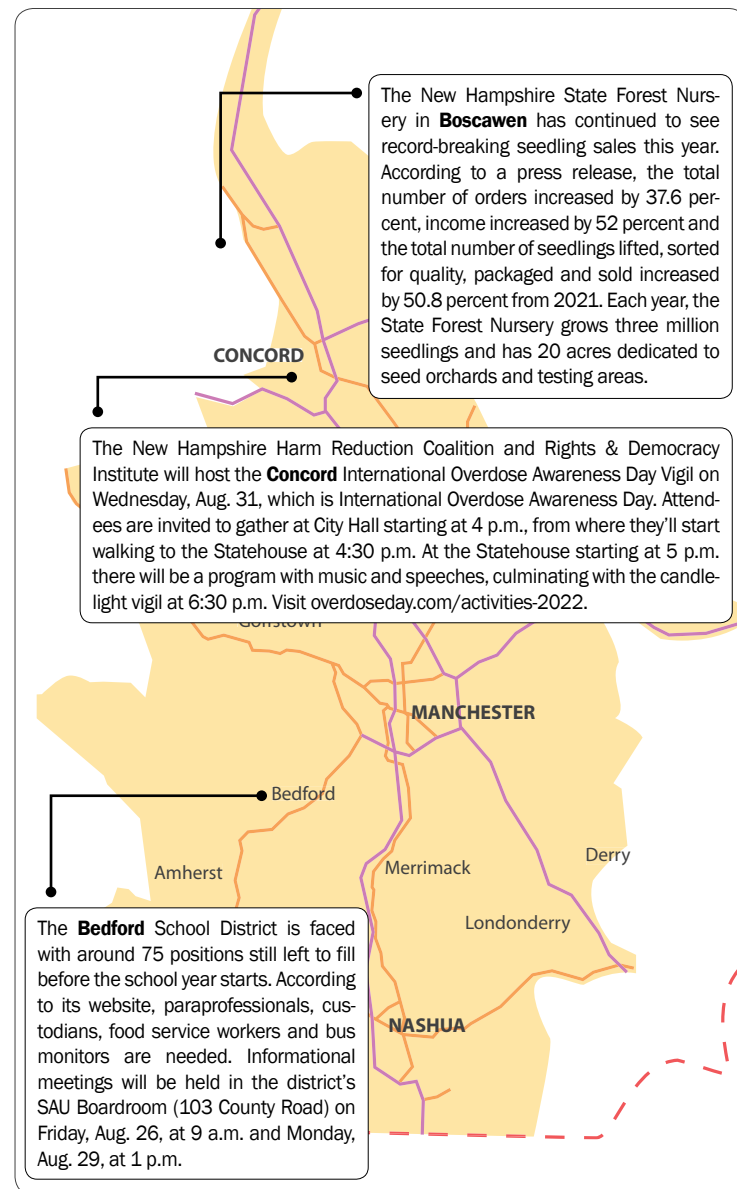 The New Hampshire State Forest Nurs-
ery in Boscawen has continued to see
record-breaking seedling sales this year.
According to a press release, the total
number of orders increased by 37.6 per-
cent, income increased by 52 percent and
the total number of seedlings lifted, sorted
for quality, packaged and sold increased
by 50.8 percent from 2021. Each year, the
State Forest Nursery grows three million
seedlings and has 20 acres dedicated to
seed orchards and testing areas.
CONCORD
The New Hampshire Harm Reduction Coalition and Rights & Democracy
Institute will host the Concord International Overdose Awareness Day Vigil on
Wednesday, Aug. 31, which is International Overdose Awareness Day. Attend-
ees are invited to gather at City Hall starting at 4 p.m., from where they'll start
walking to the Statehouse at 4:30 p.m. At the Statehouse starting at 5 p.m.
there will be a program with music and speeches, culminating with the candle-
light vigil at 6:30 p.m. Visit overdoseday.com/activities-2022.
Goffstown
MANCHESTER
Bedford
Derry
Merrimack
Amherst
Londonderry
The Bedford School District is faced
with around 75 positions still left to fill
before the school year starts. According
to its website, paraprofessionals, cus-
todians, food service workers and bus
monitors are needed. Informational
meetings will be held in the district's
SAU Boardroom (103 County Road) on
Friday, Aug. 26, at 9 a.m. and Monday,
Aug. 29, at 1 p.m.
NASHUA